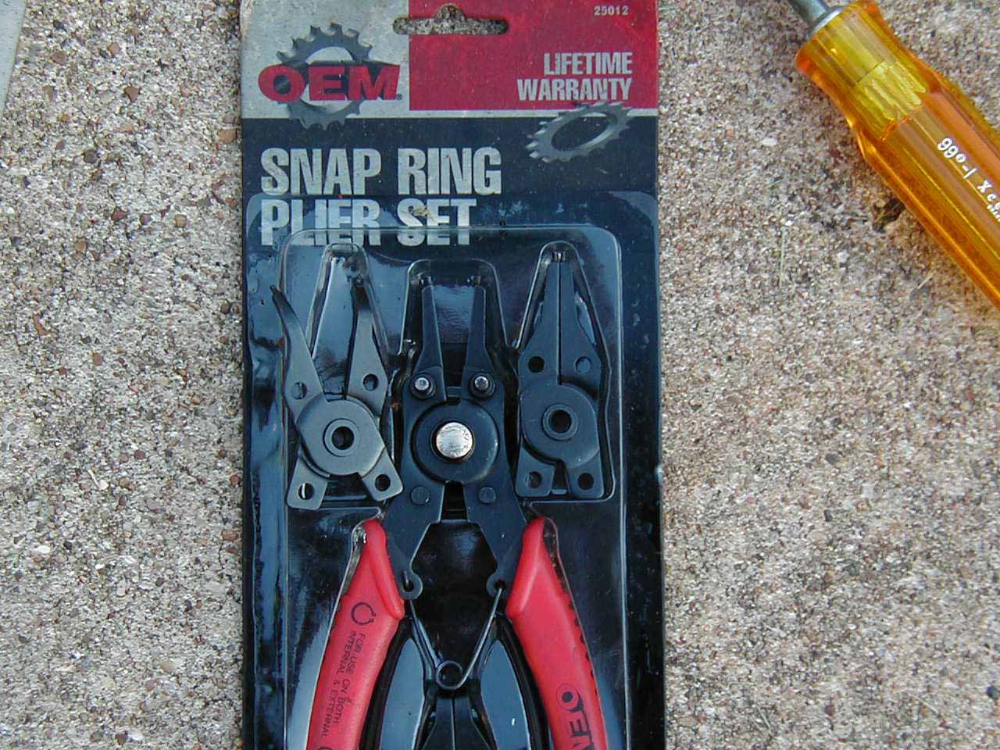 25012
OEM
LIFETIME
WARRANTY
SNAP RING
PLIER SET
FOR USE ON BOTH
INTERNAL & EXTERNAL
OEM